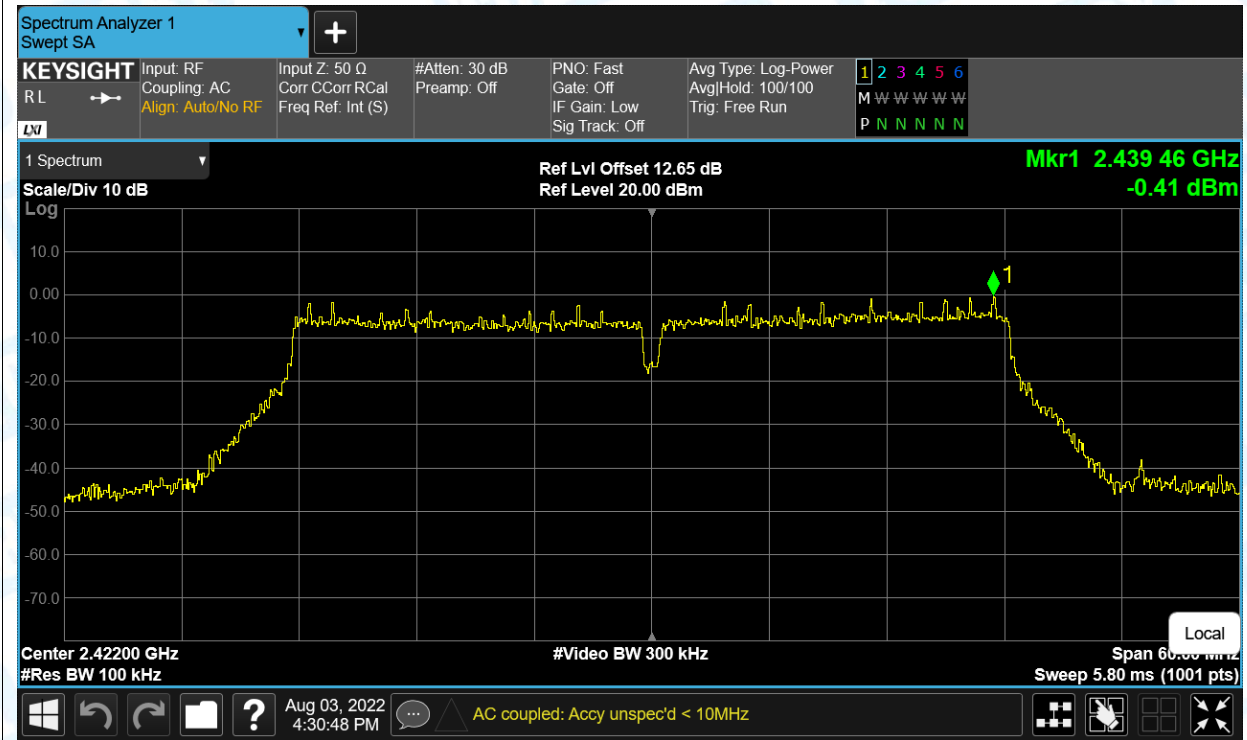 Spectrum Analyzer 1
Swept SA
KEYSIGHT
R L
LXI
Input: RF
Coupling: AC
Align: Auto/No RF
Input Z: 50 Ω
Corr CCorr RCal
Freq Ref: Int (S)
#Atten: 30 dB
Preamp: Off
PNO: Fast
Gate: Off
IF Gain: Low
Sig Track: Off
Avg Type: Log-Power
Avg|Hold: 100/100
Trig: Free Run
1 2 3 4 5 6
M W W W W W W
P N N N N N N
1 Spectrum
Scale/Div 10 dB
Log
Ref Lvl Offset 12.65 dB
Ref Level 20.00 dBm
Mkr1 2.439 46 GHz
-0.41 dBm
10.0
0.00
-10.0
-20.0
-30.0
-40.0
-50.0
-60.0
-70.0
1
Local
Center 2.42200 GHz
#Res BW 100 kHz
#Video BW 300 kHz
Span 60.00 MHz
Sweep 5.80 ms (1001 pts)
?
Aug 03, 2022
4:30:48 PM
AC coupled: Accy unspec'd < 10MHz